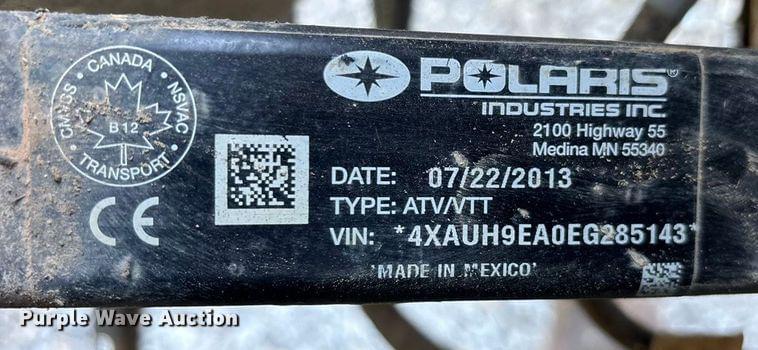 CANADA
CMVSS
NSVAC
B12
TRANSPORT
CE
POLARIS®
INDUSTRIES INC.
2100 Highway 55
Medina MN 55340
DATE: 07/22/2013
TYPE: ATV/VTT
VIN: *4XAUH9EA0EG285143*
'MADE IN MEXICO'
Purple Wave Auction